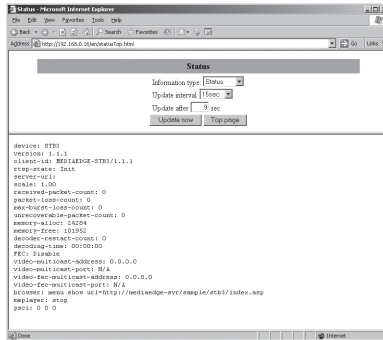 Status - Microsoft Internet Explorer
File Edit View Favorites Tools Help
Back Search Favorites
Address http://192.168.0.16/en/statusTop.html Go Links
Status
Information type: Status
Update interval: 15sec
Update after 9 sec
Update now Top page
device: STB3
version: 1.1.1
client-id: MEDIAEDGE-STB3/1.1.1
rtsp-state: Init
server-url:
scale: 1.00
received-packet-count: 0
packet-loss-count: 0
max-burst-loss-count: 0
unrecoverable-packet-count: 0
memory-alloc: 24284
memory-free: 101952
decoder-restart-count: 0
decoding-time: 00:00:00
FEC: Disable
video-multicast-address: 0.0.0.0
video-multicast-port: N/A
video-fec-multicast-address: 0.0.0.0
video-fec-multicast-port: N/A
browser: menu show url=http://mediaedge-svr/sample/stb3/index.asp
meplayer: stop
psci: 0 0 0
Done Internet